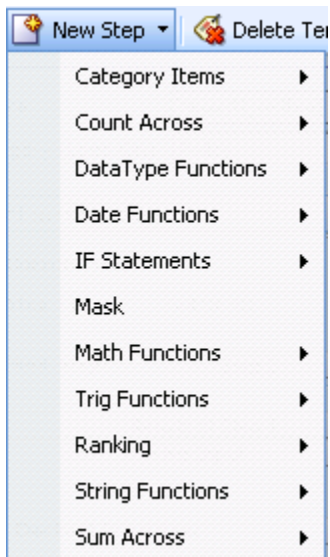 New Step Delete Te
Category Items
Count Across
DataType Functions
Date Functions
IF Statements
Mask
Math Functions
Trig Functions
Ranking
String Functions
Sum Across